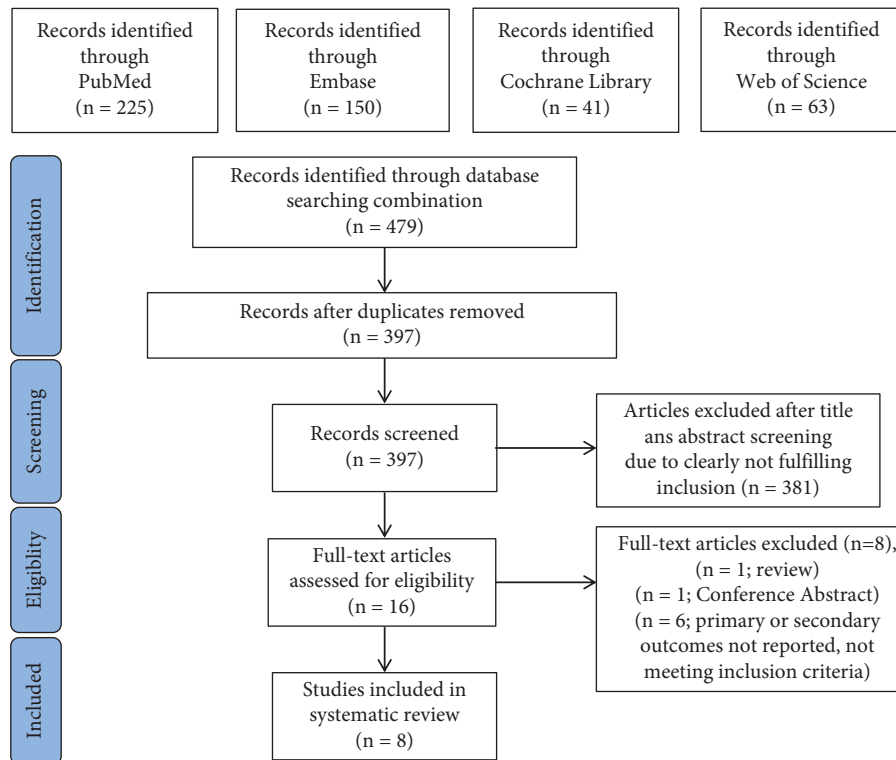 Records identified
through
PubMed
(n = 225)
Records identified
through
Embase
(n = 150)
Records identified
through
Cochrane Library
(n = 41)
Records identified
through
Web of Science
(n = 63)
Identification
Records identified through database
searching combination
(n = 479)
Records after duplicates removed
(n = 397)
Screening
Records screened
(n = 397)
Articles excluded after title
ans abstract screening
due to clearly not fulfilling
inclusion (n = 381)
Eligiblity
Full-text articles
assessed for eligibility
(n = 16)
Full-text articles excluded (n=8),
(n = 1; review)
(n = 1; Conference Abstract)
(n = 6; primary or secondary
outcomes not reported, not
meeting inclusion criteria)
Included
Studies included in
systematic review
(n = 8)